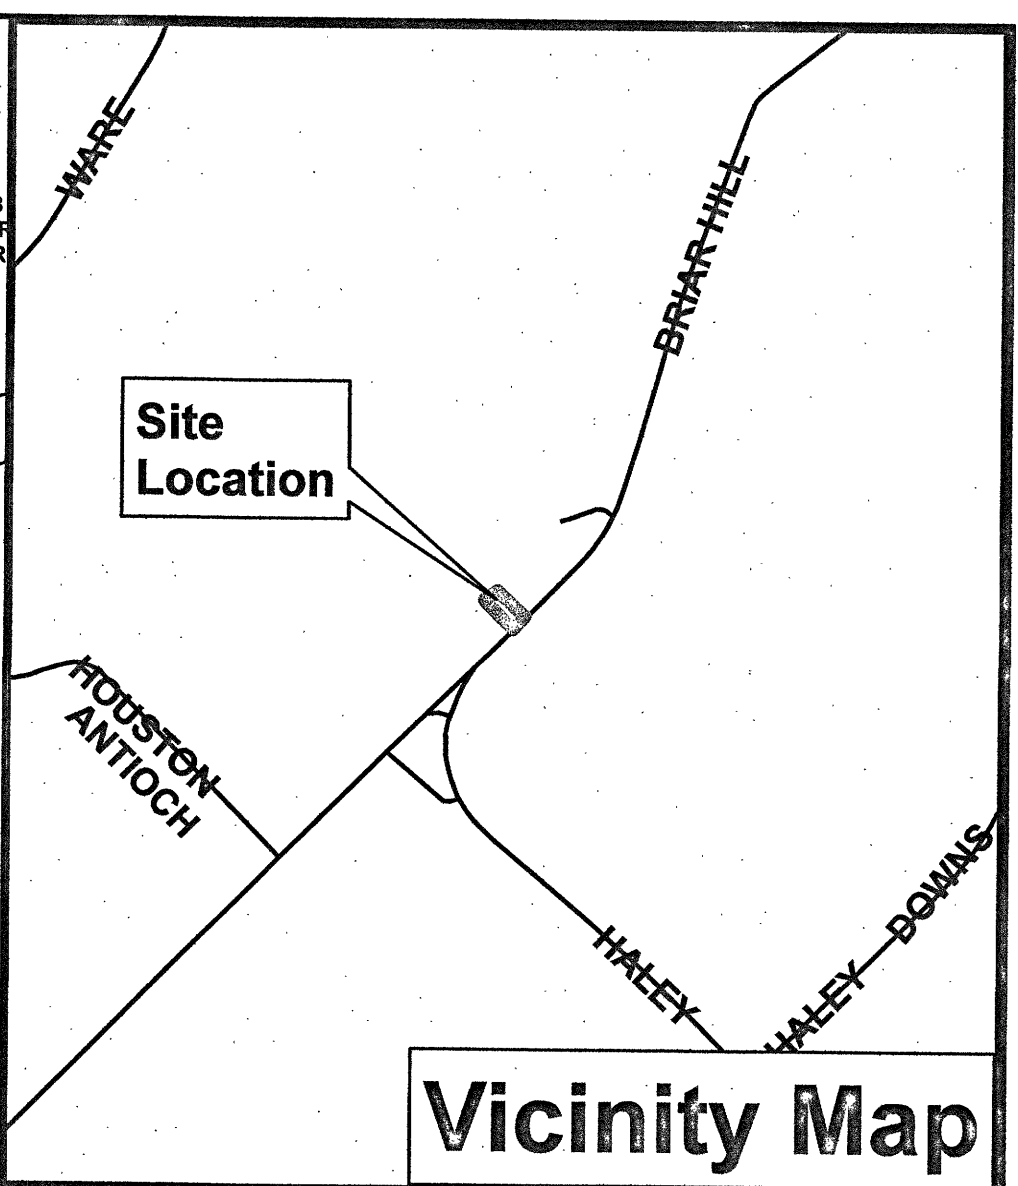 WARE
BRIAR HILL
Site
Location
HOUSTON
ANTIOCH
HALEY
HALEY DOWNS
Vicinity Map